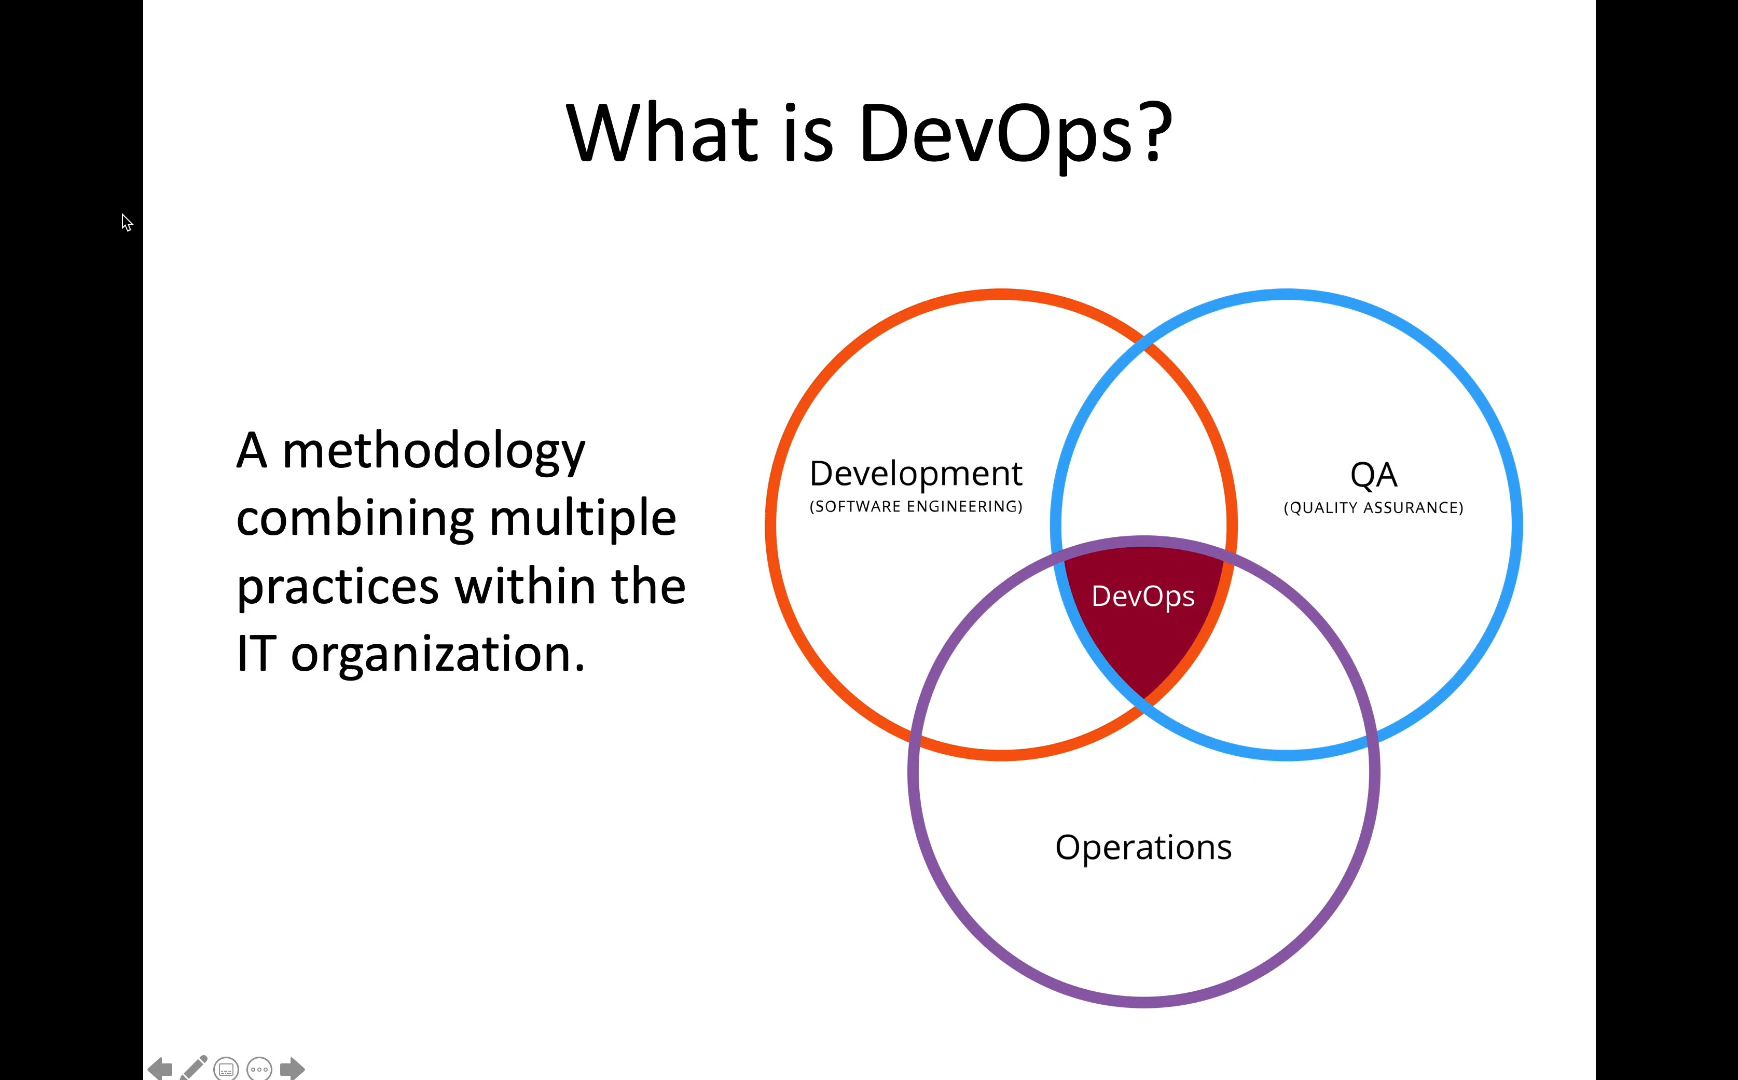 What is DevOps?
A methodology
combining multiple
practices within the
IT organization.
Development
(SOFTWARE ENGINEERING)
QA
(QUALITY ASSURANCE)
DevOps
Operations